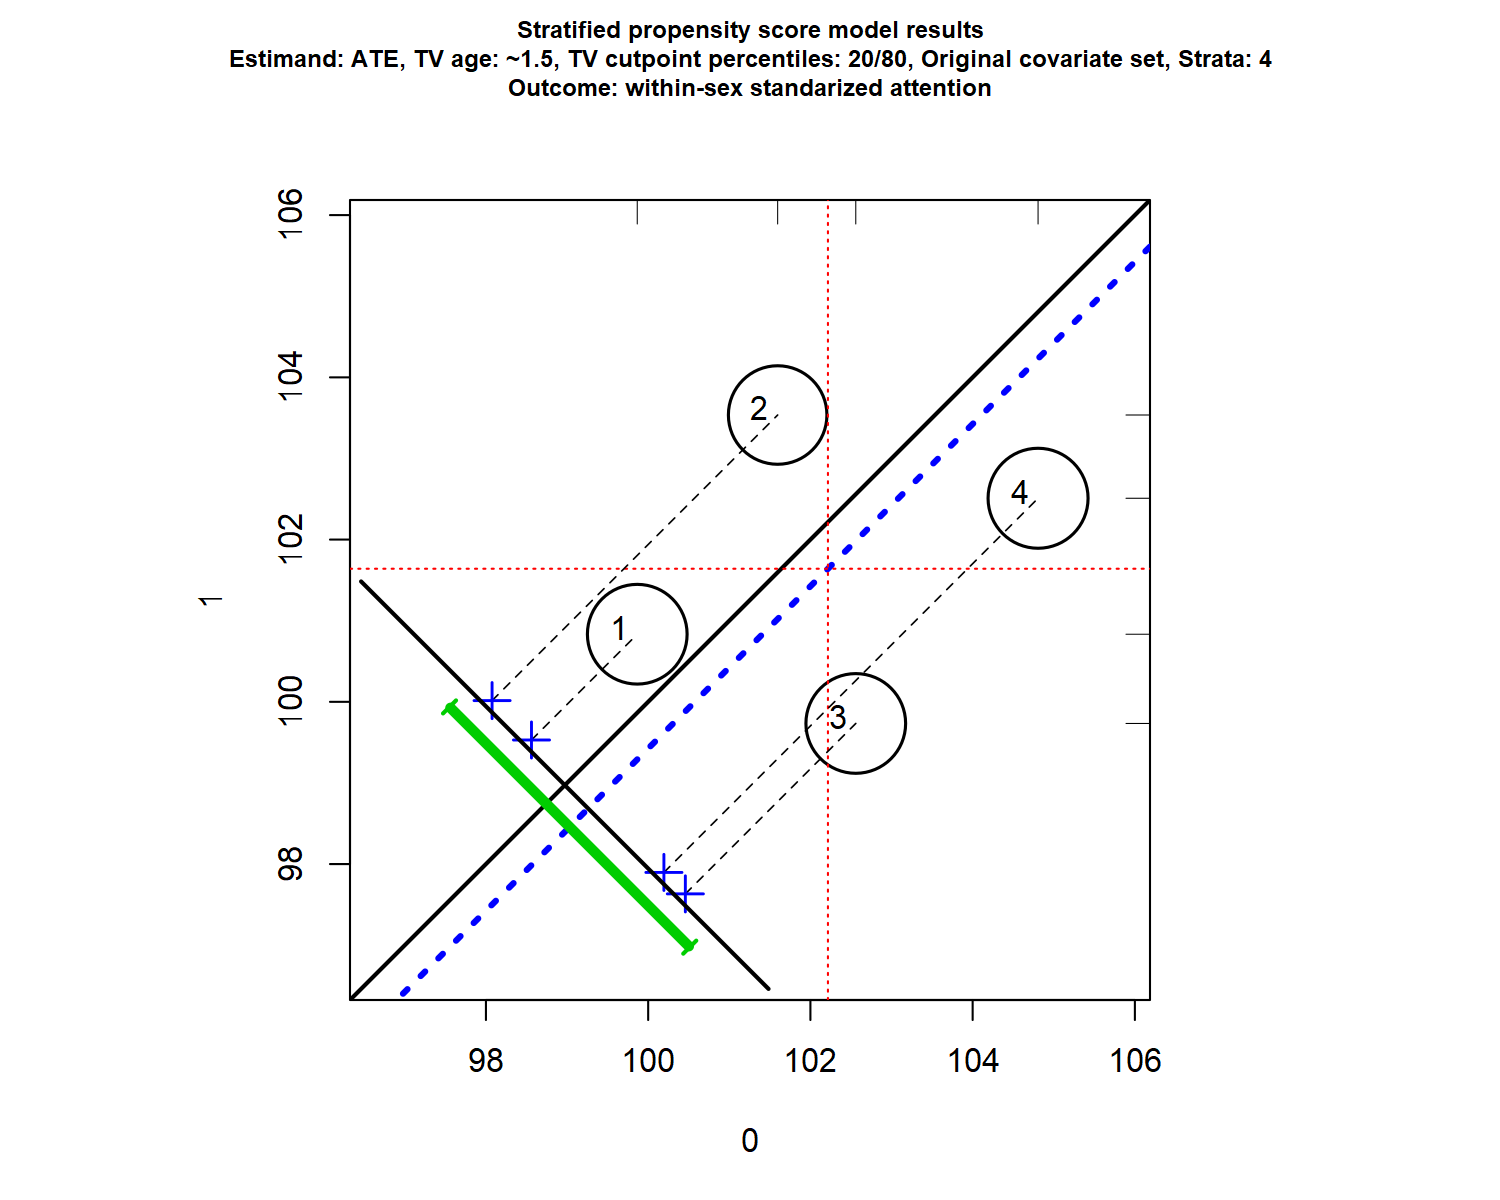 Stratified propensity score model results
Estimand: ATE, TV age: ~1.5, TV cutpoint percentiles: 20/80, Original covariate set, Strata: 4
Outcome: within-sex standarized attention
106
104
102
100
98
1
2
4
1
3
98 100 102 104 106
0